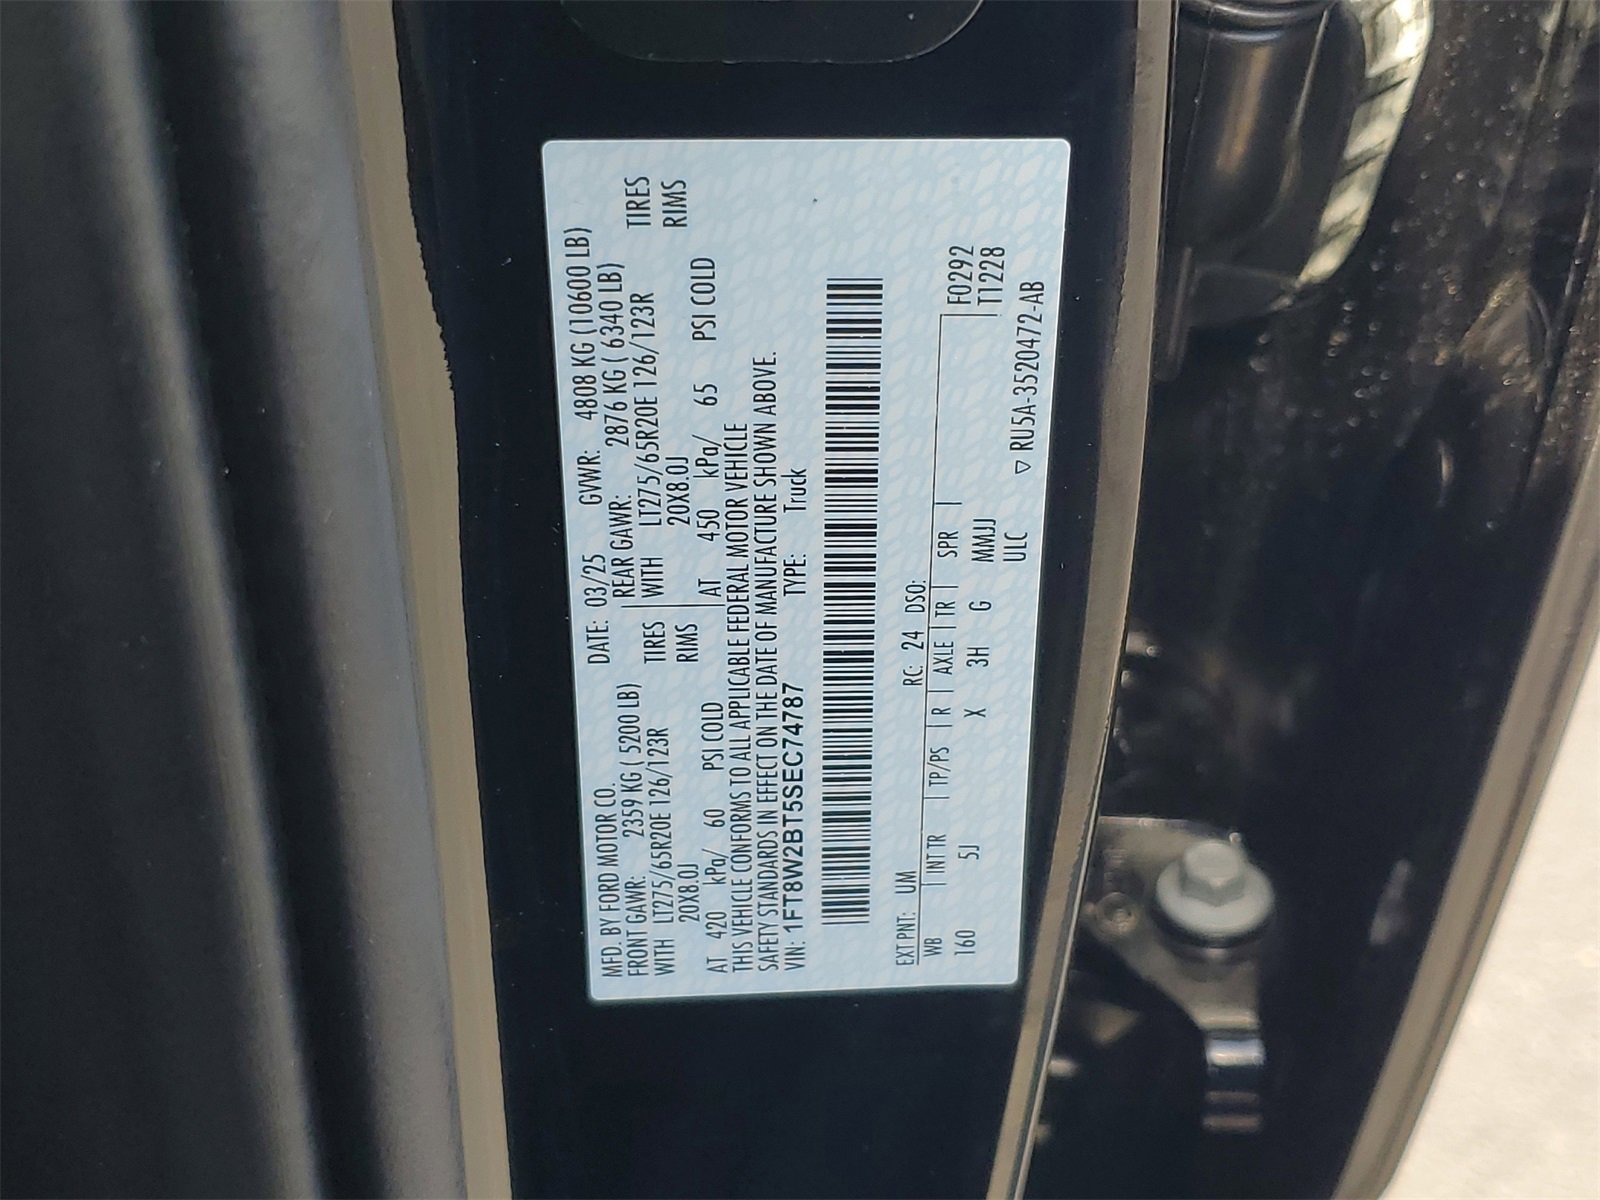 MFD. BY FORD MOTOR CO.
DATE: 03/25 GVWR: 4808 KG (10600 LB)
FRONT GAWR: 2359 KG ( 5200 LB) REAR GAWR: 2876 KG ( 6340 LB)
WITH LT275/65R20E 126/123R TIRES WITH LT275/65R20E 126/123R TIRES
20X8.0J RIMS 20X8.0J RIMS
AT 420 kPa/ 60 PSI COLD AT 450 kPa/ 65 PSI COLD
THIS VEHICLE CONFORMS TO ALL APPLICABLE FEDERAL MOTOR VEHICLE
SAFETY STANDARDS IN EFFECT ON THE DATE OF MANUFACTURE SHOWN ABOVE.
VIN: 1FT8W2BT5SEC74787 TYPE: Truck
EXT PNT: UM RC: 24 DSO:
WB INT TR TP/PS R AXLE TR SPR F0292
160 5J X 3H G MMJJ T1228
ULC ▽ RU5A-3520472-AB